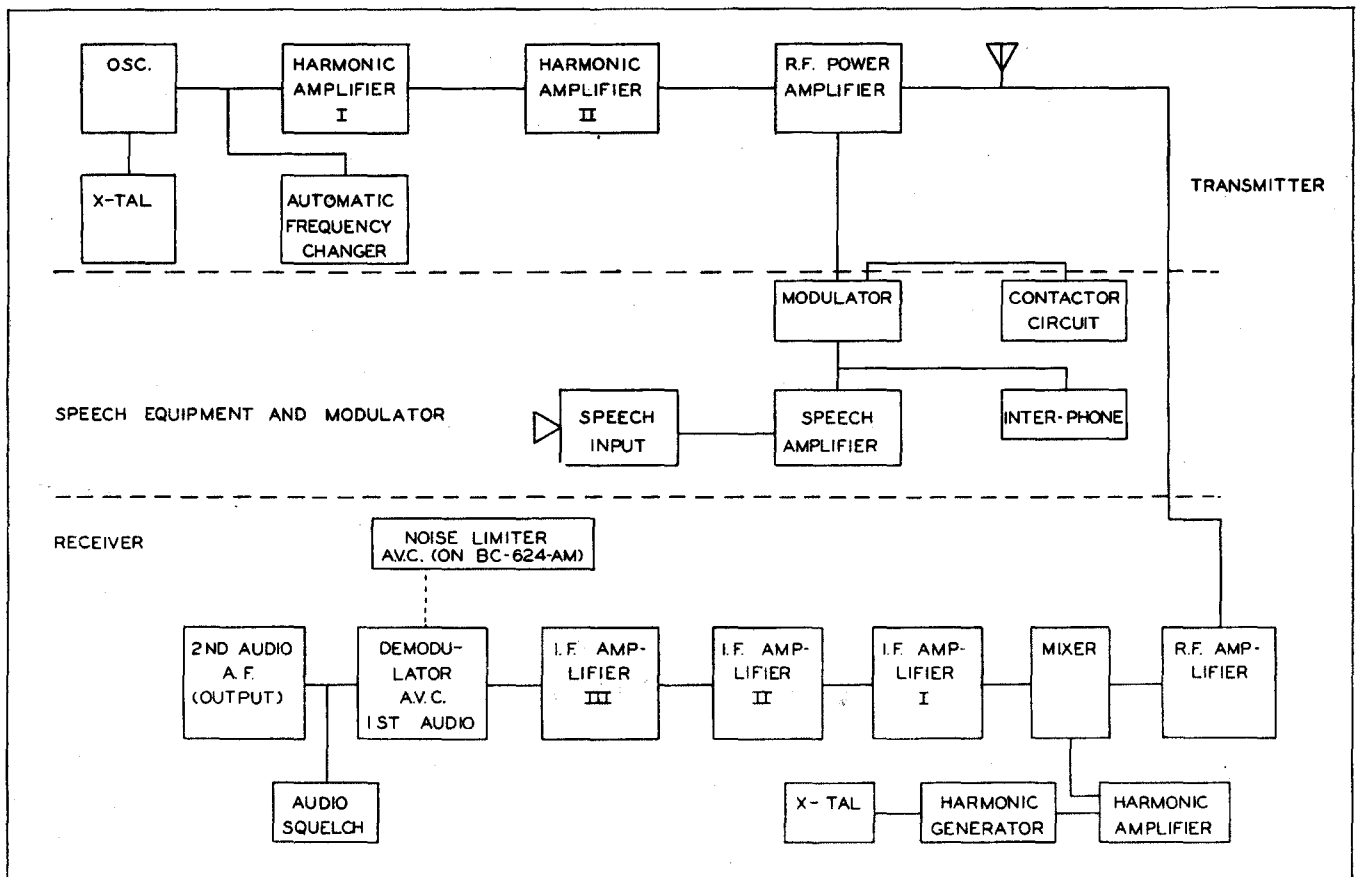 OSC.
HARMONIC
AMPLIFIER
I
HARMONIC
AMPLIFIER
II
R.F. POWER
AMPLIFIER
X-TAL
AUTOMATIC
FREQUENCY
CHANGER
TRANSMITTER
MODULATOR
CONTACTOR
CIRCUIT
SPEECH EQUIPMENT AND MODULATOR
SPEECH
INPUT
SPEECH
AMPLIFIER
INTER-PHONE
RECEIVER
NOISE LIMITER
A.V.C. (ON BC-624-AM)
2ND AUDIO
A.F.
(OUTPUT)
DEMODU-
LATOR
A.V.C.
1ST AUDIO
I.F. AMP-
LIFIER
III
I.F. AMP-
LIFIER
II
I.F. AMP-
LIFIER
I
MIXER
R.F. AMP-
LIFIER
AUDIO
SQUELCH
X-TAL
HARMONIC
GENERATOR
HARMONIC
AMPLIFIER